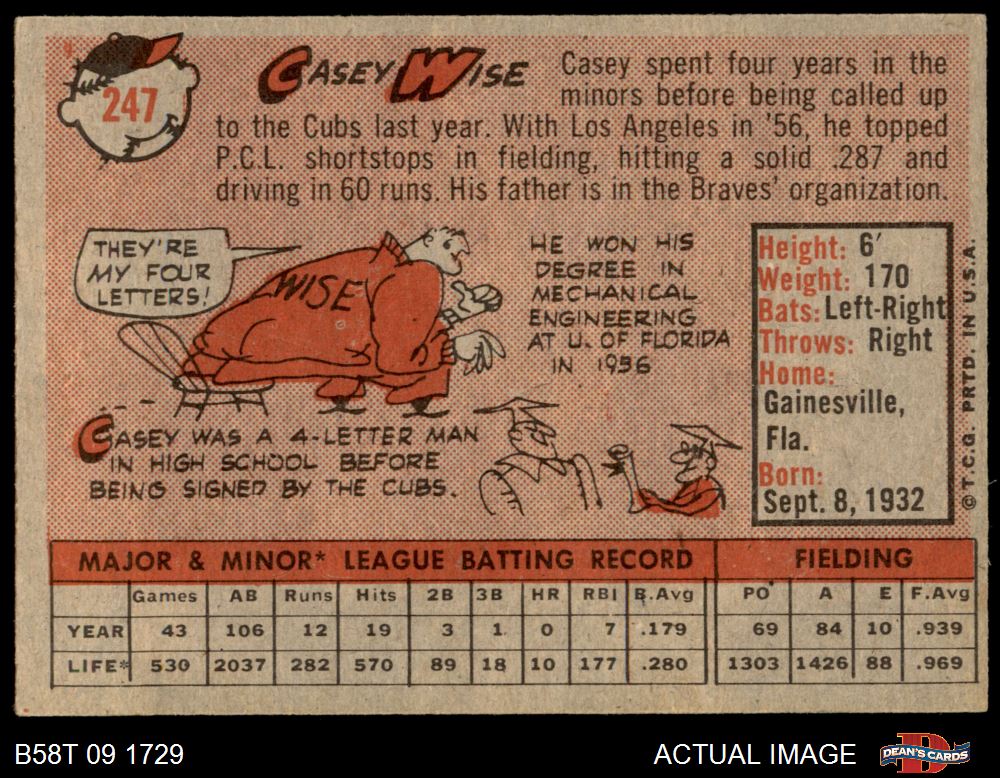 247
CASEY WISE
Casey spent four years in the
minors before being called up
to the Cubs last year. With Los Angeles in '56, he topped
P.C.L. shortstops in fielding, hitting a solid .287 and
driving in 60 runs. His father is in the Braves' organization.
THEY'RE
MY FOUR
LETTERS!
WISE
HE WON HIS
DEGREE IN
MECHANICAL
ENGINEERING
AT U. OF FLORIDA
IN 1956
CASEY WAS A 4-LETTER MAN
IN HIGH SCHOOL BEFORE
BEING SIGNED BY THE CUBS.
Height: 6'
Weight: 170
Bats: Left-Right
Throws: Right
Home:
Gainesville,
Fla.
Born:
Sept. 8, 1932
© T.C.G. PRTD. IN U.S.A.
MAJOR & MINOR* LEAGUE BATTING RECORD FIELDING
Games AB Runs Hits 2B 3B HR RBI B.Avg PO A E F.Avg
YEAR 43 106 12 19 3 1 0 7 .179 69 84 10 .939
LIFE* 530 2037 282 570 89 18 10 177 .280 1303 1426 88 .969
B58T 09 1729
ACTUAL IMAGE
DEAN'S CARDS